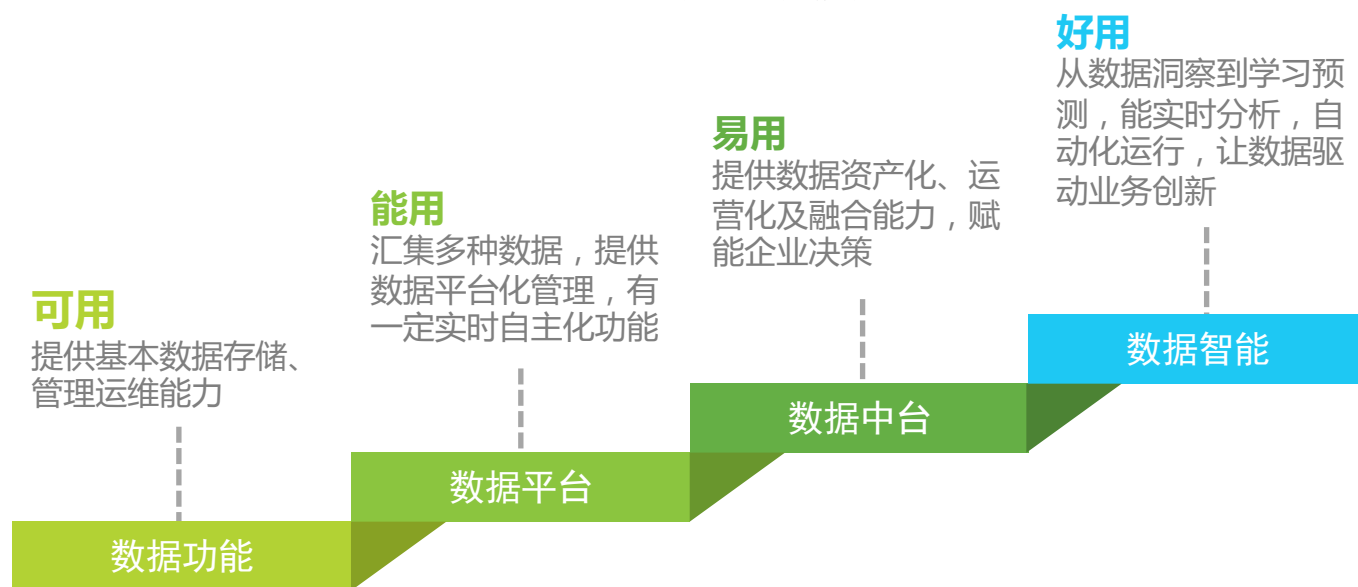 可用
提供基本数据存储、
管理运维能力
数据功能
能用
汇集多种数据，提供
数据平台化管理，有
一定实时自主化功能
数据平台
易用
提供数据资产化、运
营化及融合能力，赋
能企业决策
数据中台
好用
从数据洞察到学习预
测，能实时分析，自
动化运行，让数据驱
动业务创新
数据智能